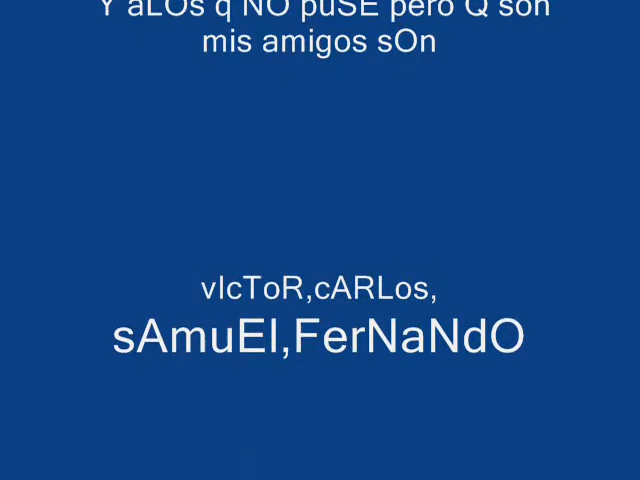 Y aLOs q NO puSE pero Q son
mis amigos sOn
vIcToR,cARLos,
sAmuEl,FerNaNdO